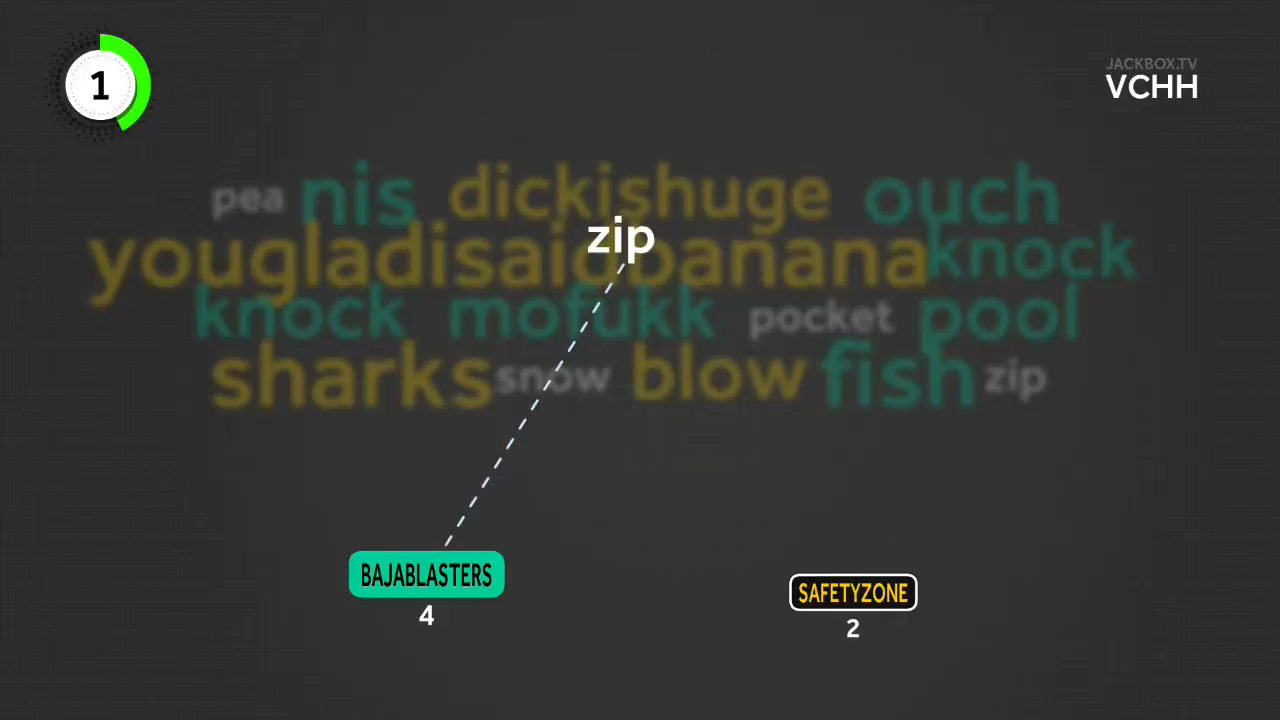 1
JACKBOX.TV
VCHH
pea nis dickishuge ouch
zip
yougladisaidbanana knock
knock mofukk pocket pool
sharks snow blow fish zip
BAJABLASTERS
4
SAFETYZONE
2